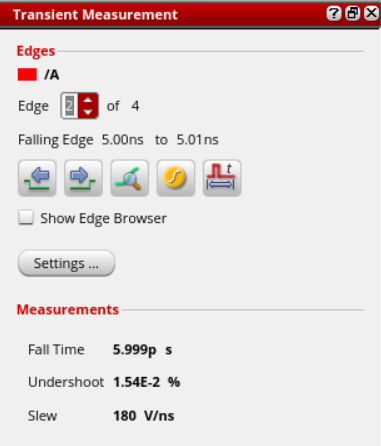 Transient Measurement
Edges
/A
Edge 2 of 4
Falling Edge 5.00ns to 5.01ns
t
Show Edge Browser
Settings ...
Measurements
Fall Time 5.999p s
Undershoot 1.54E-2 %
Slew 180 V/ns